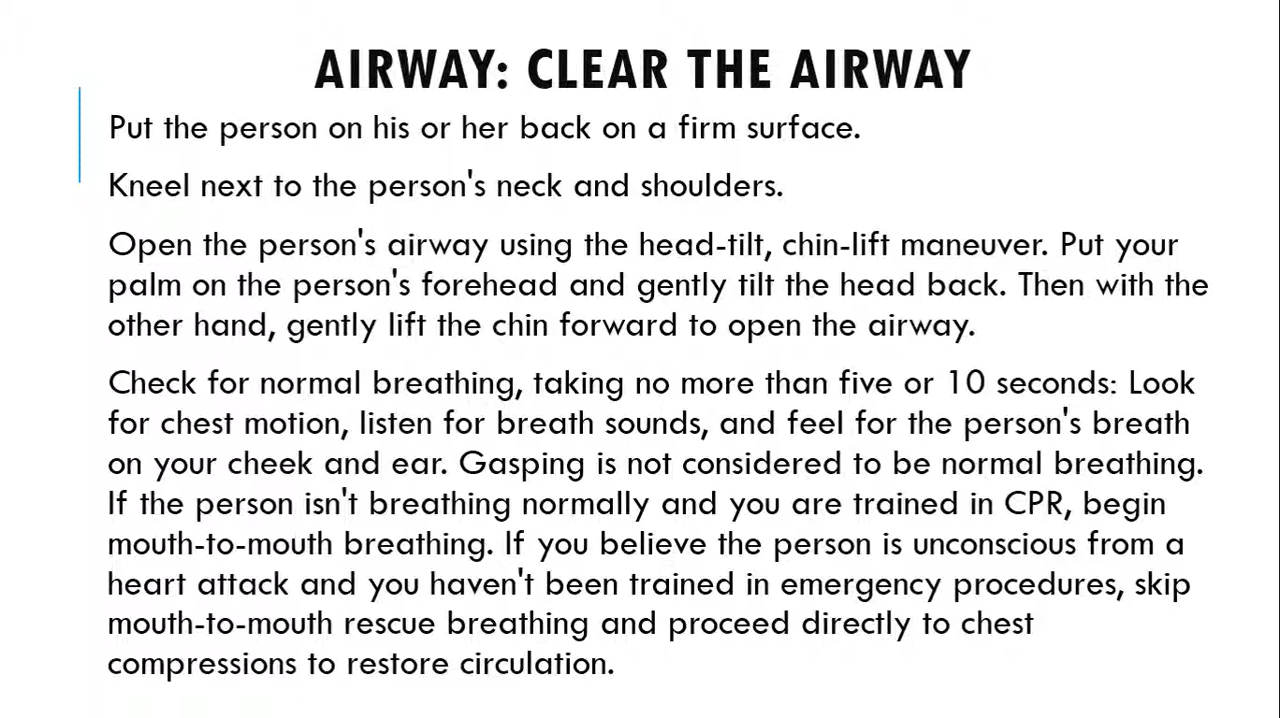 AIRWAY: CLEAR THE AIRWAY
Put the person on his or her back on a firm surface.
Kneel next to the person's neck and shoulders.
Open the person's airway using the head-tilt, chin-lift maneuver. Put your
palm on the person's forehead and gently tilt the head back. Then with the
other hand, gently lift the chin forward to open the airway.
Check for normal breathing, taking no more than five or 10 seconds: Look
for chest motion, listen for breath sounds, and feel for the person's breath
on your cheek and ear. Gasping is not considered to be normal breathing.
If the person isn't breathing normally and you are trained in CPR, begin
mouth-to-mouth breathing. If you believe the person is unconscious from a
heart attack and you haven't been trained in emergency procedures, skip
mouth-to-mouth rescue breathing and proceed directly to chest
compressions to restore circulation.